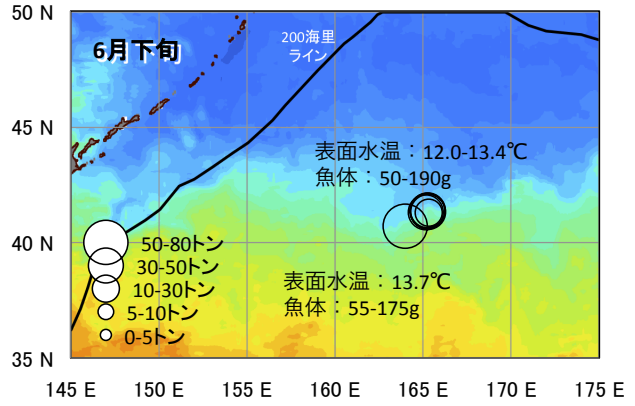 50 N
6月下旬
200海里
ライン
45 N
表面水温：12.0-13.4℃
魚体：50-190g
40 N
50-80トン
30-50トン
10-30トン
5-10トン
0-5トン
表面水温：13.7℃
魚体：55-175g
35 N
145 E 150 E 155 E 160 E 165 E 170 E 175 E